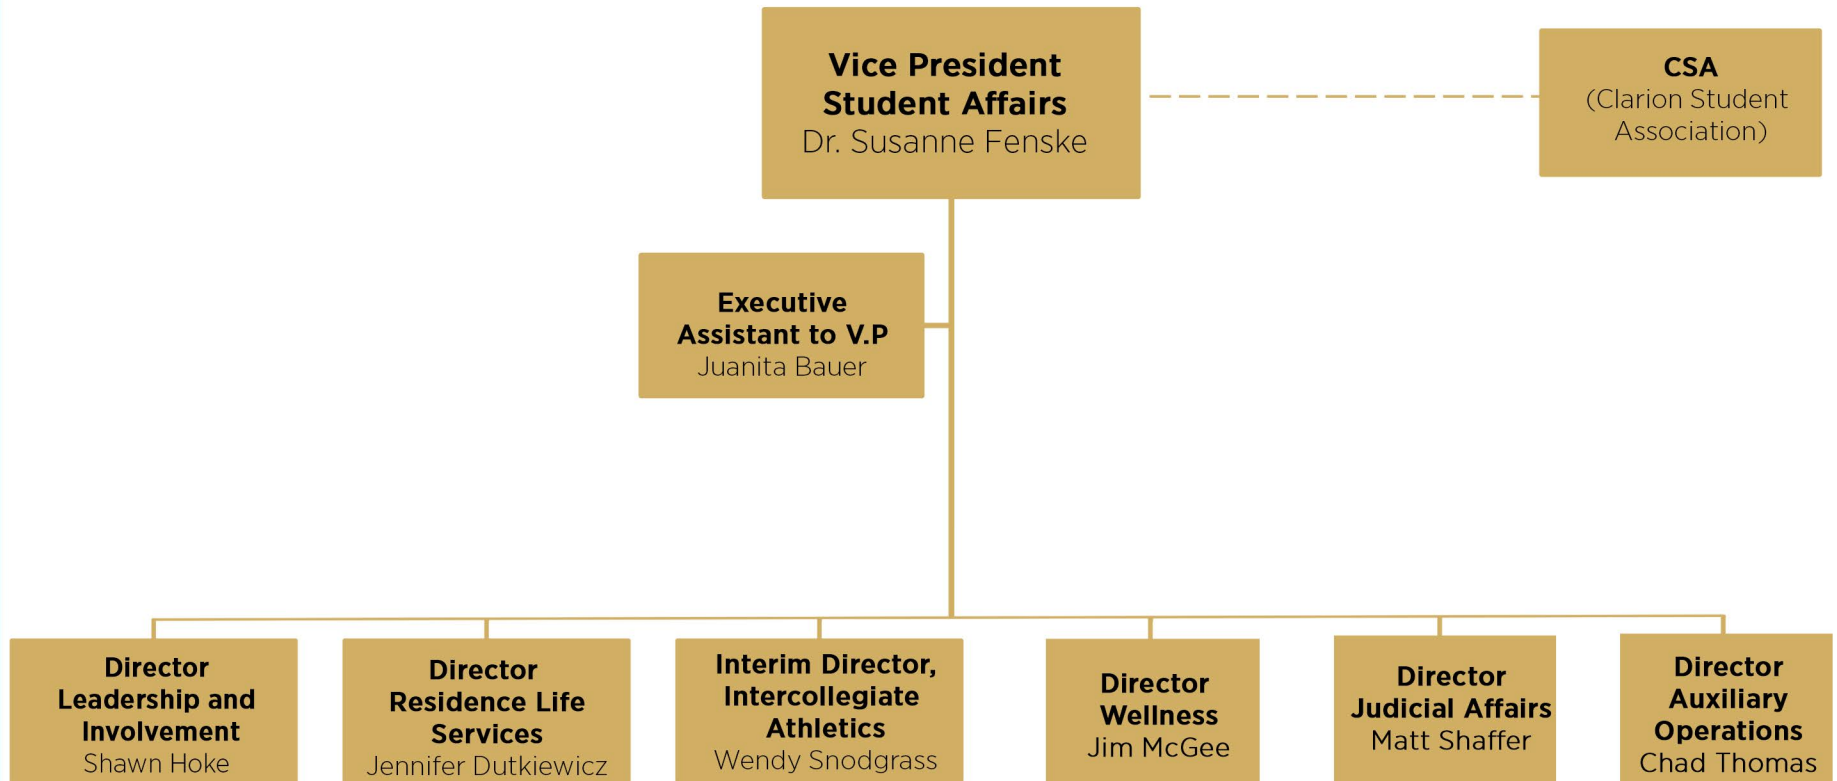 Vice President
Student Affairs
Dr. Susanne Fenske
CSA
(Clarion Student
Association)
Executive
Assistant to V.P
Juanita Bauer
Director
Leadership and
Involvement
Shawn Hoke
Director
Residence Life
Services
Jennifer Dutkiewicz
Interim Director,
Intercollegiate
Athletics
Wendy Snodgrass
Director
Wellness
Jim McGee
Director
Judicial Affairs
Matt Shaffer
Director
Auxiliary
Operations
Chad Thomas